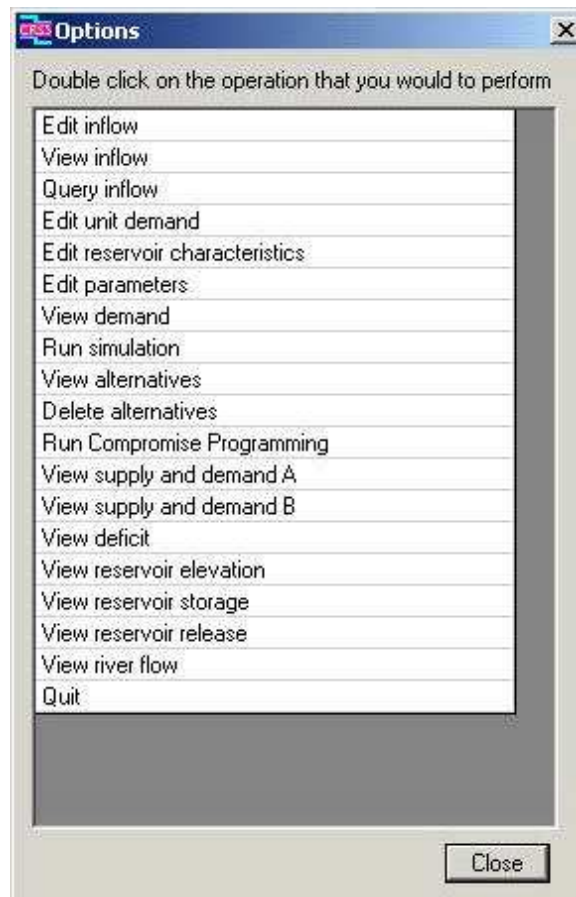 CRSS Options
Double click on the operation that you would to perform
Edit inflow
View inflow
Query inflow
Edit unit demand
Edit reservoir characteristics
Edit parameters
View demand
Run simulation
View alternatives
Delete alternatives
Run Compromise Programming
View supply and demand A
View supply and demand B
View deficit
View reservoir elevation
View reservoir storage
View reservoir release
View river flow
Quit
Close